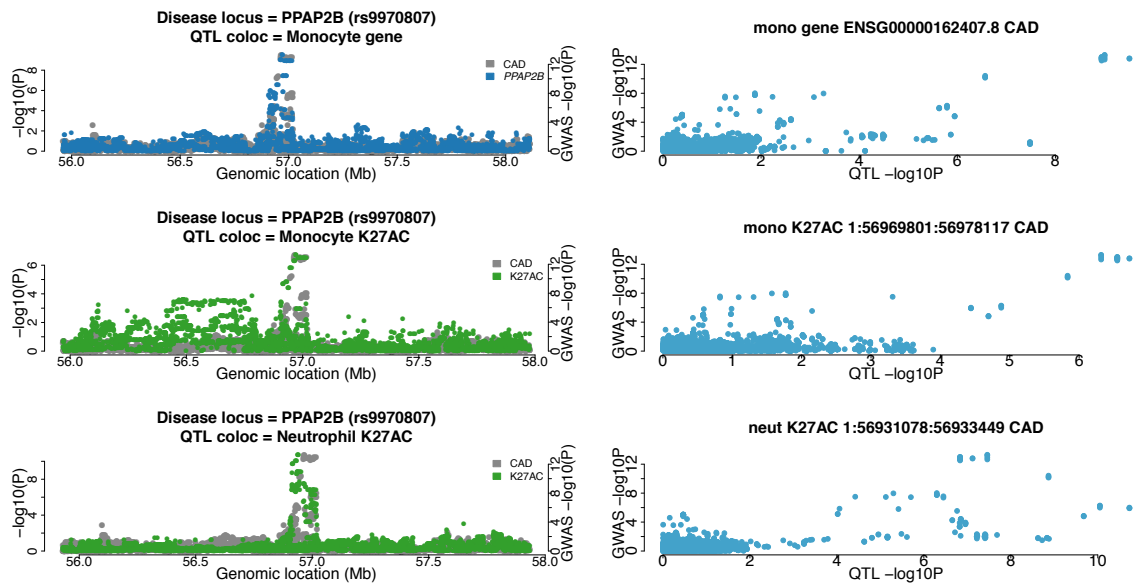 Disease locus = PPAP2B (rs9970807)
QTL coloc = Monocyte gene
−log10(P)
0 2 4 6 8
GWAS −log10(P)
0 4 8 12
CAD
PPAP2B
56.0 56.5 57.0 57.5 58.0
Genomic location (Mb)
mono gene ENSG00000162407.8 CAD
GWAS −log10P
0 4 8 12
2 4 6 8
QTL −log10P
Disease locus = PPAP2B (rs9970807)
QTL coloc = Monocyte K27AC
−log10(P)
0 2 4 6
GWAS −log10(P)
0 4 8 12
CAD
K27AC
56.0 56.5 57.0 57.5 58.0
Genomic location (Mb)
mono K27AC 1:56969801:56978117 CAD
GWAS −log10P
0 4 8 12
0 1 2 3 4 5 6
QTL −log10P
Disease locus = PPAP2B (rs9970807)
QTL coloc = Neutrophil K27AC
−log10(P)
0 4 8
GWAS −log10(P)
0 4 8 12
CAD
K27AC
56.0 56.5 57.0 57.5 58.0
Genomic location (Mb)
neut K27AC 1:56931078:56933449 CAD
GWAS −log10P
0 4 8 12
0 2 4 6 8 10
QTL −log10P